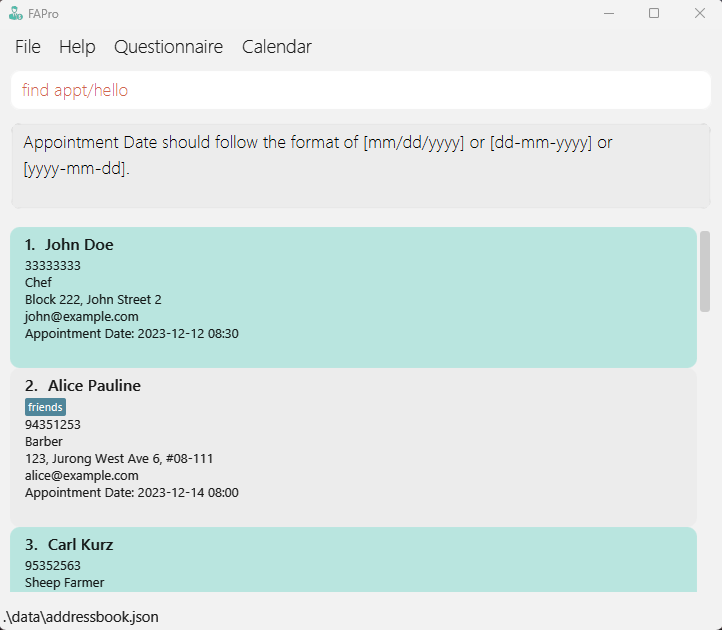 FAPro
File Help Questionnaire Calendar
find appt/hello
Appointment Date should follow the format of [mm/dd/yyyy] or [dd-mm-yyyy] or
[yyyy-mm-dd].
1. John Doe
33333333
Chef
Block 222, John Street 2
john@example.com
Appointment Date: 2023-12-12 08:30
2. Alice Pauline
friends
94351253
Barber
123, Jurong West Ave 6, #08-111
alice@example.com
Appointment Date: 2023-12-14 08:00
3. Carl Kurz
95352563
Sheep Farmer
.\data\addressbook.json